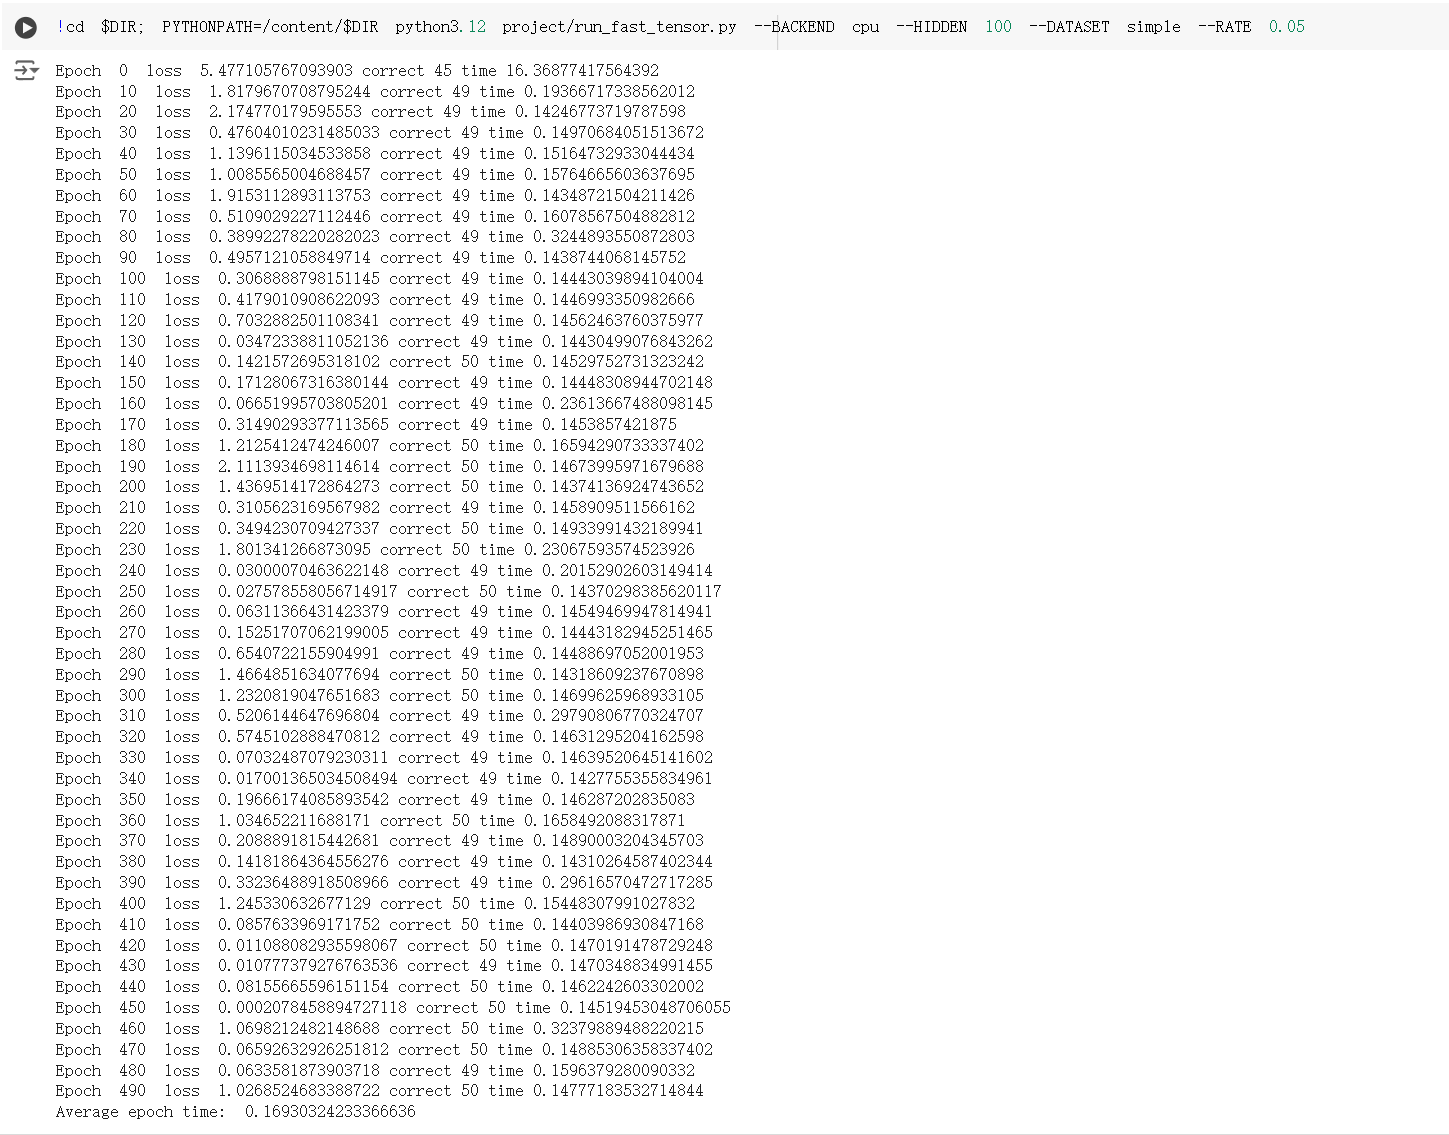 !cd $DIR; PYTHONPATH=/content/$DIR python3.12 project/run_fast_tensor.py --BACKEND cpu --HIDDEN 100 --DATASET simple --RATE 0.05
Epoch 0 loss 5.477105767093903 correct 45 time 16.36877417564392
Epoch 10 loss 1.8179670708795244 correct 49 time 0.19366717338562012
Epoch 20 loss 2.174770179595553 correct 49 time 0.14246773719787598
Epoch 30 loss 0.47604010231485033 correct 49 time 0.14970684051513672
Epoch 40 loss 1.1396115034533858 correct 49 time 0.15164732933044434
Epoch 50 loss 1.0085565004688457 correct 49 time 0.15764665603637695
Epoch 60 loss 1.9153112893113753 correct 49 time 0.14348721504211426
Epoch 70 loss 0.5109029227112446 correct 49 time 0.16078567504882812
Epoch 80 loss 0.38992278220282023 correct 49 time 0.3244893550872803
Epoch 90 loss 0.4957121058849714 correct 49 time 0.1438744068145752
Epoch 100 loss 0.3068888798151145 correct 49 time 0.14443039894104004
Epoch 110 loss 0.4179010908622093 correct 49 time 0.1446993350982666
Epoch 120 loss 0.7032882501108341 correct 49 time 0.14562463760375977
Epoch 130 loss 0.03472338811052136 correct 49 time 0.14430499076843262
Epoch 140 loss 0.1421572695318102 correct 50 time 0.14529752731323242
Epoch 150 loss 0.17128067316380144 correct 49 time 0.14448308944702148
Epoch 160 loss 0.06651995703805201 correct 49 time 0.23613667488098145
Epoch 170 loss 0.31490293377113565 correct 49 time 0.1453857421875
Epoch 180 loss 1.2125412474246007 correct 50 time 0.16594290733337402
Epoch 190 loss 2.1113934698114614 correct 50 time 0.14673995971679688
Epoch 200 loss 1.4369514172864273 correct 50 time 0.14374136924743652
Epoch 210 loss 0.3105623169567982 correct 49 time 0.1458909511566162
Epoch 220 loss 0.3494230709427337 correct 50 time 0.14933991432189941
Epoch 230 loss 1.801341266873095 correct 50 time 0.23067593574523926
Epoch 240 loss 0.03000070463622148 correct 49 time 0.20152902603149414
Epoch 250 loss 0.027578558056714917 correct 50 time 0.14370298385620117
Epoch 260 loss 0.06311366431423379 correct 49 time 0.14549469947814941
Epoch 270 loss 0.15251707062199005 correct 49 time 0.14443182945251465
Epoch 280 loss 0.6540722155904991 correct 49 time 0.14488697052001953
Epoch 290 loss 1.4664851634077694 correct 50 time 0.14318609237670898
Epoch 300 loss 1.2320819047651683 correct 50 time 0.14699625968933105
Epoch 310 loss 0.5206144647696804 correct 49 time 0.29790806770324707
Epoch 320 loss 0.5745102888470812 correct 49 time 0.14631295204162598
Epoch 330 loss 0.07032487079230311 correct 49 time 0.14639520645141602
Epoch 340 loss 0.017001365034508494 correct 49 time 0.1427755355834961
Epoch 350 loss 0.19666174085893542 correct 49 time 0.146287202835083
Epoch 360 loss 1.034652211688171 correct 50 time 0.1658492088317871
Epoch 370 loss 0.2088891815442681 correct 49 time 0.14890003204345703
Epoch 380 loss 0.14181864364556276 correct 49 time 0.14310264587402344
Epoch 390 loss 0.33236488918508966 correct 49 time 0.29616570472717285
Epoch 400 loss 1.245330632677129 correct 50 time 0.15448307991027832
Epoch 410 loss 0.0857633969171752 correct 50 time 0.14403986930847168
Epoch 420 loss 0.011088082935598067 correct 50 time 0.1470191478729248
Epoch 430 loss 0.010777379276763536 correct 49 time 0.1470348834991455
Epoch 440 loss 0.08155665596151154 correct 50 time 0.1462242603302002
Epoch 450 loss 0.0002078458894727118 correct 50 time 0.14519453048706055
Epoch 460 loss 1.0698212482148688 correct 50 time 0.32379889488220215
Epoch 470 loss 0.06592632926251812 correct 50 time 0.14885306358337402
Epoch 480 loss 0.0633581873903718 correct 49 time 0.1596379280090332
Epoch 490 loss 1.0268524683388722 correct 50 time 0.14777183532714844
Average epoch time: 0.16930324233366636